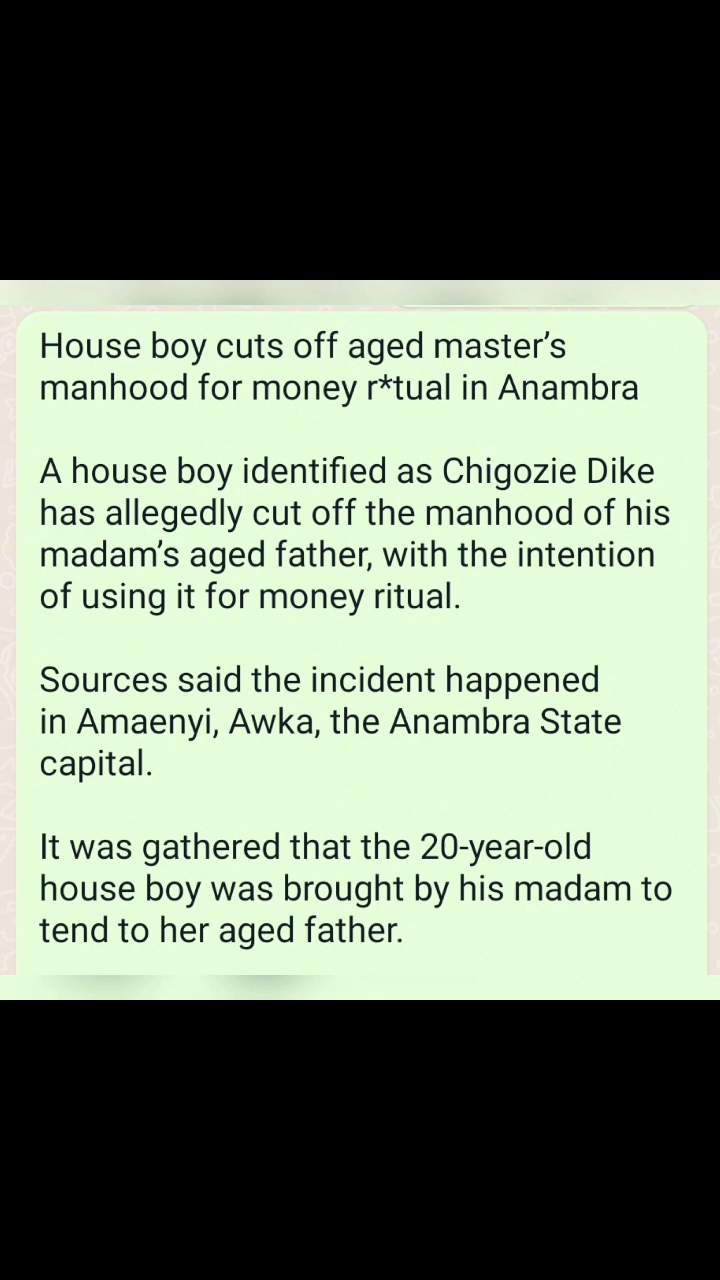 House boy cuts off aged master’s
manhood for money r*tual in Anambra
A house boy identified as Chigozie Dike
has allegedly cut off the manhood of his
madam’s aged father, with the intention
of using it for money ritual.
Sources said the incident happened
in Amaenyi, Awka, the Anambra State
capital.
It was gathered that the 20-year-old
house boy was brought by his madam to
tend to her aged father.